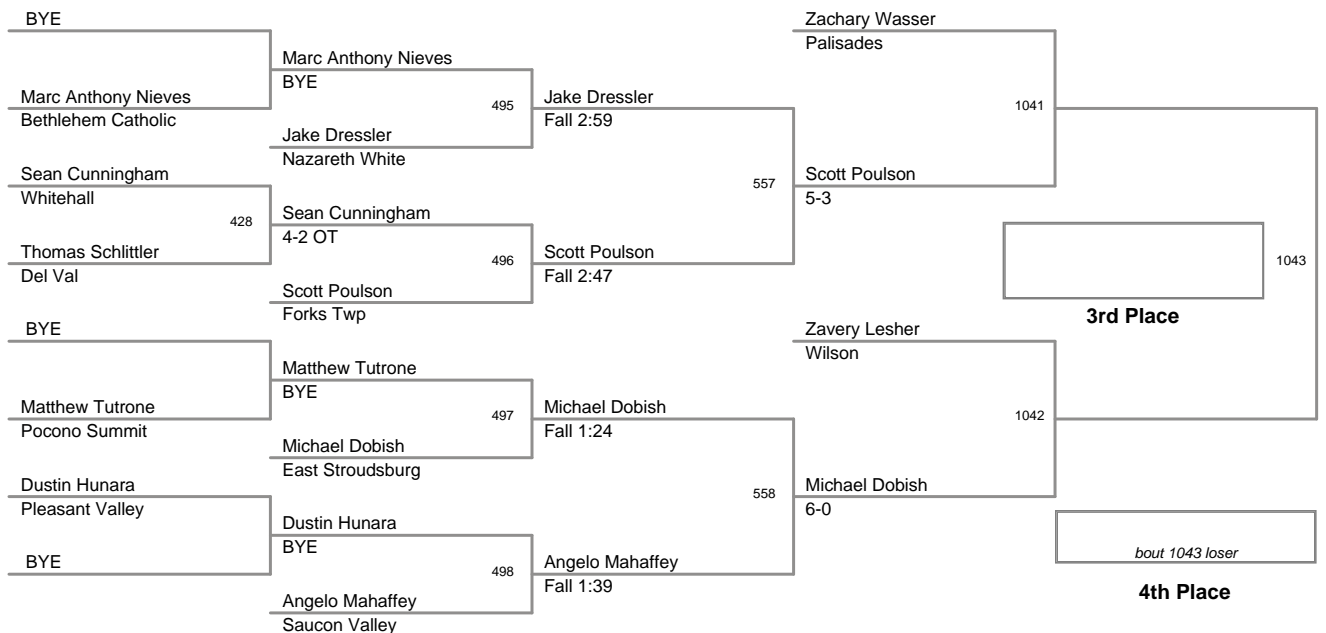 BYE
Marc Anthony Nieves
Bethlehem Catholic
Sean Cunningham
Whitehall
428
Thomas Schlittler
Del Val
BYE
Matthew Tutrone
Pocono Summit
Dustin Hunara
Pleasant Valley
BYE
Marc Anthony Nieves
BYE
495
Jake Dressler
Nazareth White
Sean Cunningham
4-2 OT
496
Scott Poulson
Forks Twp
Matthew Tutrone
BYE
497
Michael Dobish
East Stroudsburg
Dustin Hunara
BYE
498
Angelo Mahaffey
Saucon Valley
Jake Dressler
Fall 2:59
557
Scott Poulson
Fall 2:47
Michael Dobish
Fall 1:24
558
Angelo Mahaffey
Fall 1:39
Zachary Wasser
Palisades
1041
Scott Poulson
5-3
Zavery Lesher
Wilson
1042
Michael Dobish
6-0
1043
3rd Place
bout 1043 loser
4th Place